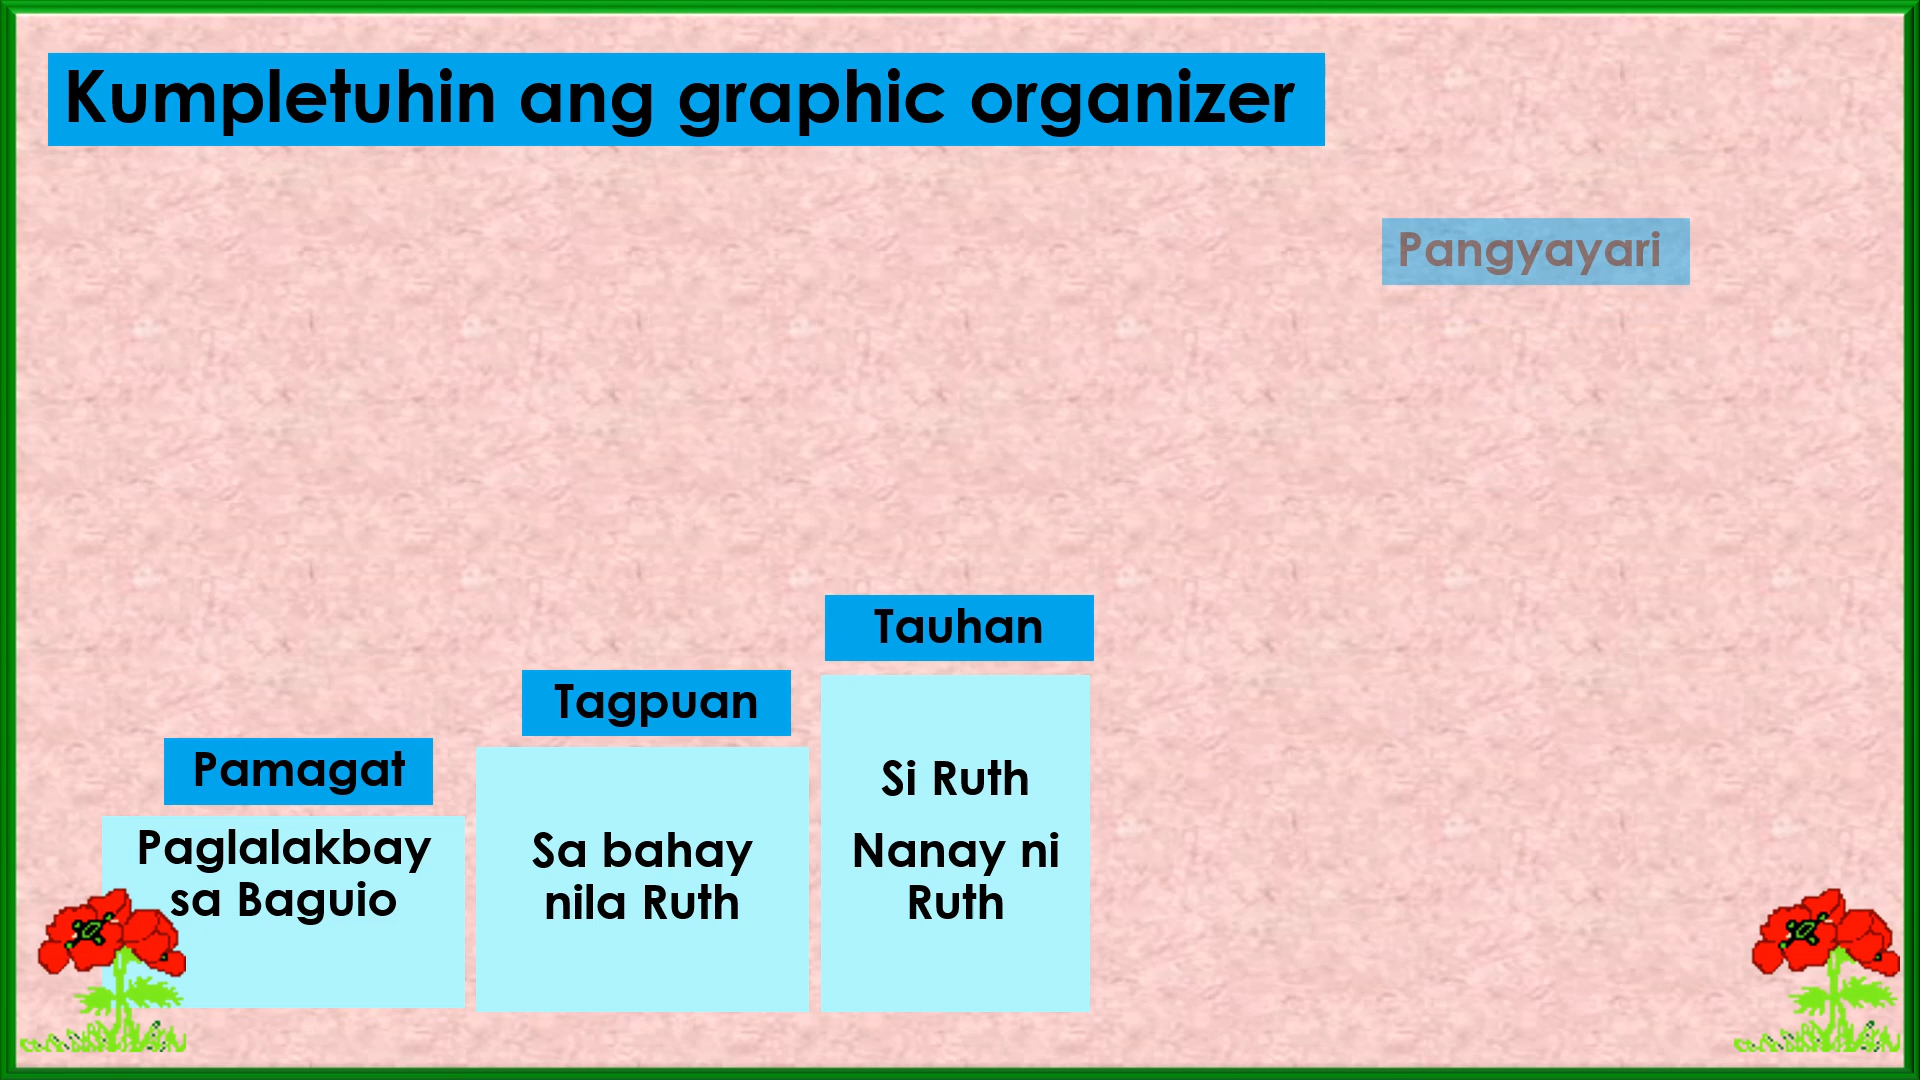 Kumpletuhin ang graphic organizer
Pangyayari
Tauhan
Tagpuan
Pamagat
Si Ruth
Nanay ni
Ruth
Sa bahay
nila Ruth
Paglalakbay
sa Baguio